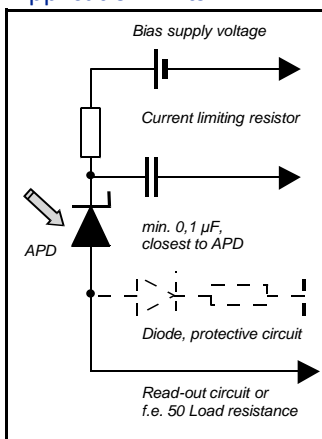 Bias supply voltage
Current limiting resistor
min. 0,1 µF,
closest to APD
APD
Diode, protective circuit
Read-out circuit or
f.e. 50 Load resistance